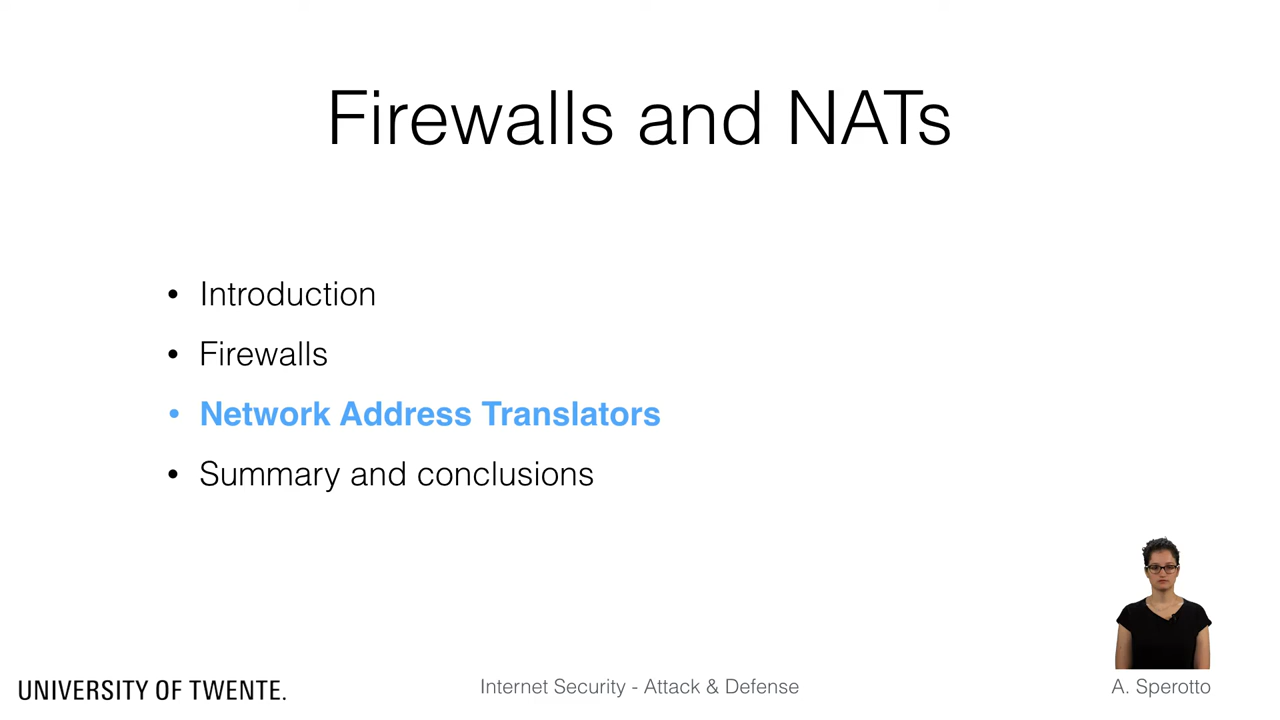 Firewalls and NATs
• Introduction
• Firewalls
• Network Address Translators
• Summary and conclusions
UNIVERSITY OF TWENTE.
Internet Security - Attack & Defense
A. Sperotto